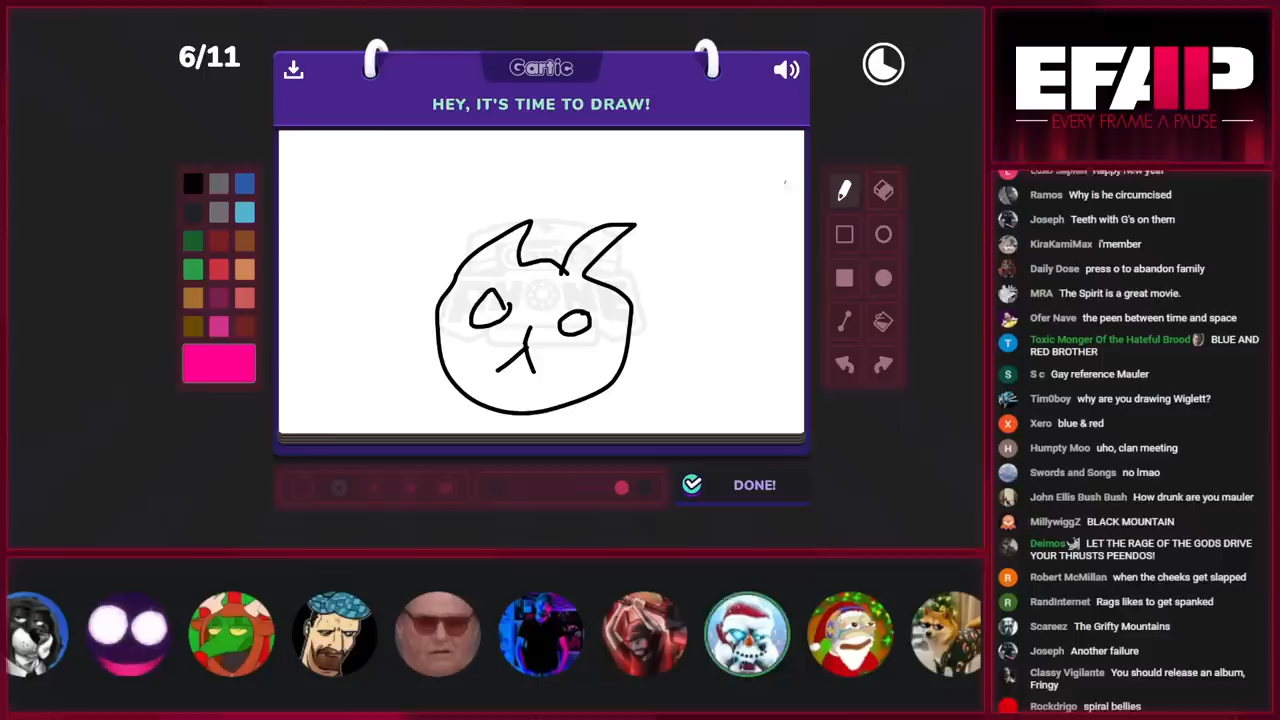 6/11
Gartic
HEY, IT'S TIME TO DRAW!
DONE!
EFAP
EVERY FRAME A PAUSE
Happy New year
Ramos Why is he circumcised
Joseph Teeth with G's on them
KiraKamiMax i'member
Daily Dose press o to abandon family
MRA The Spirit is a great movie.
Ofer Nave the peen between time and space
Toxic Monger Of the Hateful Brood BLUE AND
RED BROTHER
S c Gay reference Mauler
Tim0boy why are you drawing Wiglett?
Xero blue & red
Humpty Moo uho, clan meeting
Swords and Songs no lmao
John Ellis Bush Bush How drunk are you mauler
MillywiggZ BLACK MOUNTAIN
Deimos LET THE RAGE OF THE GODS DRIVE
YOUR THRUSTS PEENDOS!
Robert McMillan when the cheeks get slapped
RandInternet Rags likes to get spanked
Scareez The Grifty Mountains
Joseph Another failure
Classy Vigilante You should release an album,
Fringy
Rockdrigo spiral bellies